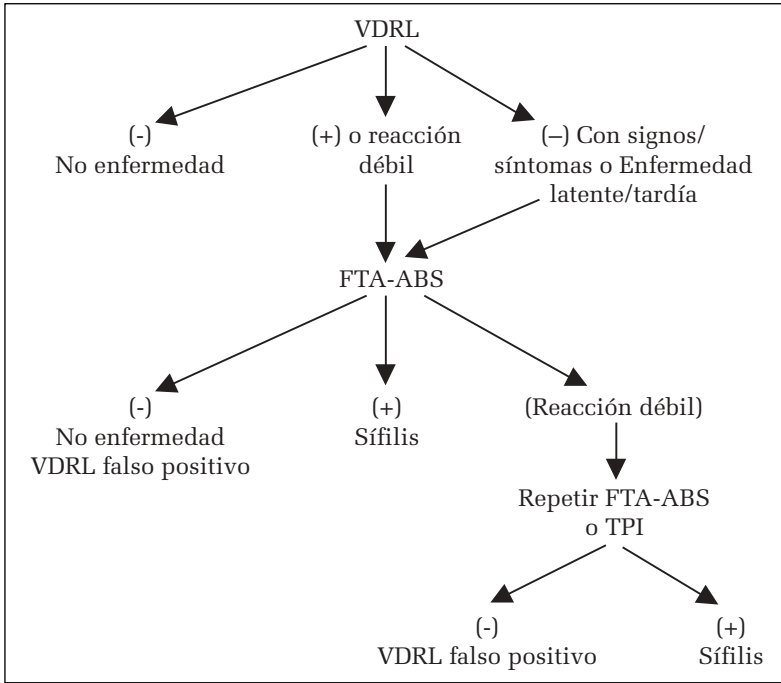 VDRL
(-)
No enfermedad
(+) o reacción
débil
(–) Con signos/
síntomas o Enfermedad
latente/tardía
FTA-ABS
(-)
No enfermedad
VDRL falso positivo
(+)
Sífilis
(Reacción débil)
Repetir FTA-ABS
o TPI
(-)
VDRL falso positivo
(+)
Sífilis